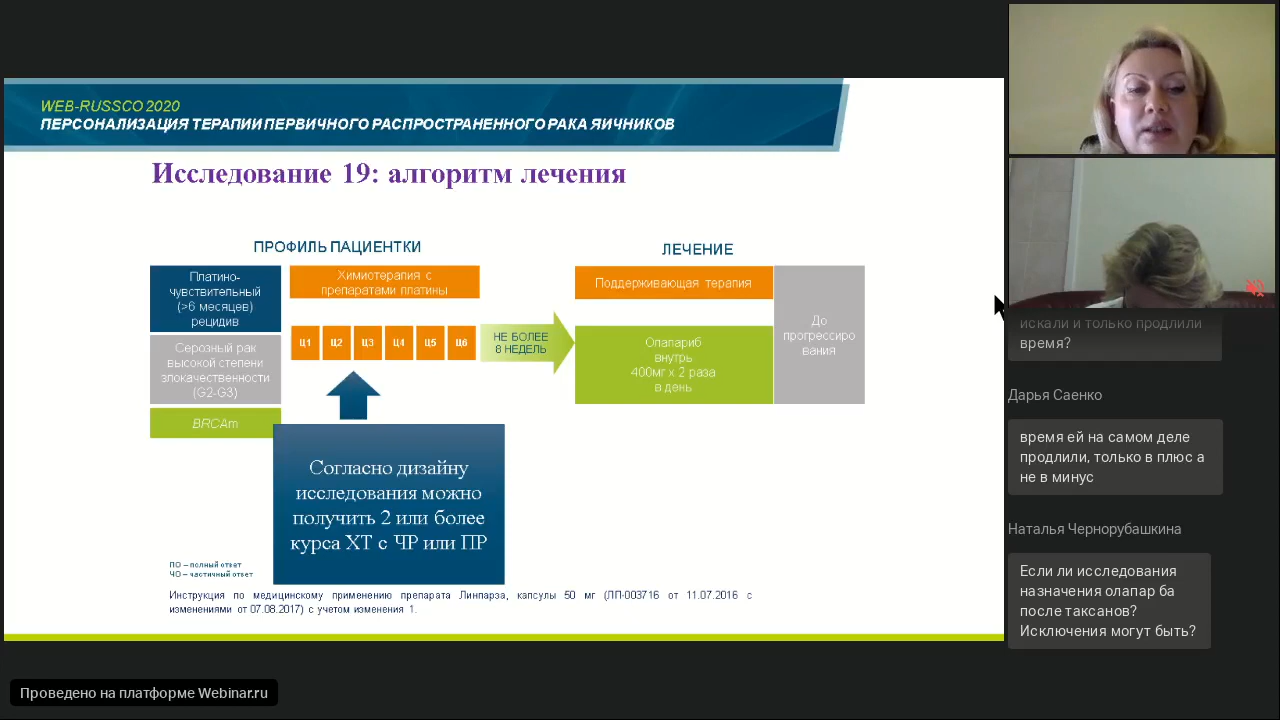 WEB-RUSSCO 2020
ПЕРСОНАЛИЗАЦИЯ ТЕРАПИИ ПЕРВИЧНОГО РАСПРОСТРАНЕННОГО РАКА ЯИЧНИКОВ
Исследование 19: алгоритм лечения
ПРОФИЛЬ ПАЦИЕНТКИ
ЛЕЧЕНИЕ
Платино-
чувствительный
(>6 месяцев)
рецидив
Серозный рак
высокой степени
злокачественности
(G2-G3)
BRCAm
Химиотерапия с
препаратами платины
Ц1 Ц2 Ц3 Ц4 Ц5 Ц6
НЕ БОЛЕЕ
8 НЕДЕЛЬ
Поддерживающая терапия
Олапариб
внутрь
400мг х 2 раза
в день
До
прогрессиро
вания
Согласно дизайну
исследования можно
получить 2 или более
курса ХТ с ЧР или ПР
ПО – полный ответ
ЧО – частичный ответ
Инструкция по медицинскому применению препарата Линпарза, капсулы 50 мг (ЛП-003716 от 11.07.2016 с
изменениями от 07.08.2017) с учетом изменения 1.
искали и только продлили
время?
Дарья Саенко
время ей на самом деле
продлили, только в плюс а
не в минус
Наталья Чернорубашкина
Если ли исследования
назначения олапар ба
после таксанов?
Исключения могут быть?
Проведено на платформе Webinar.ru